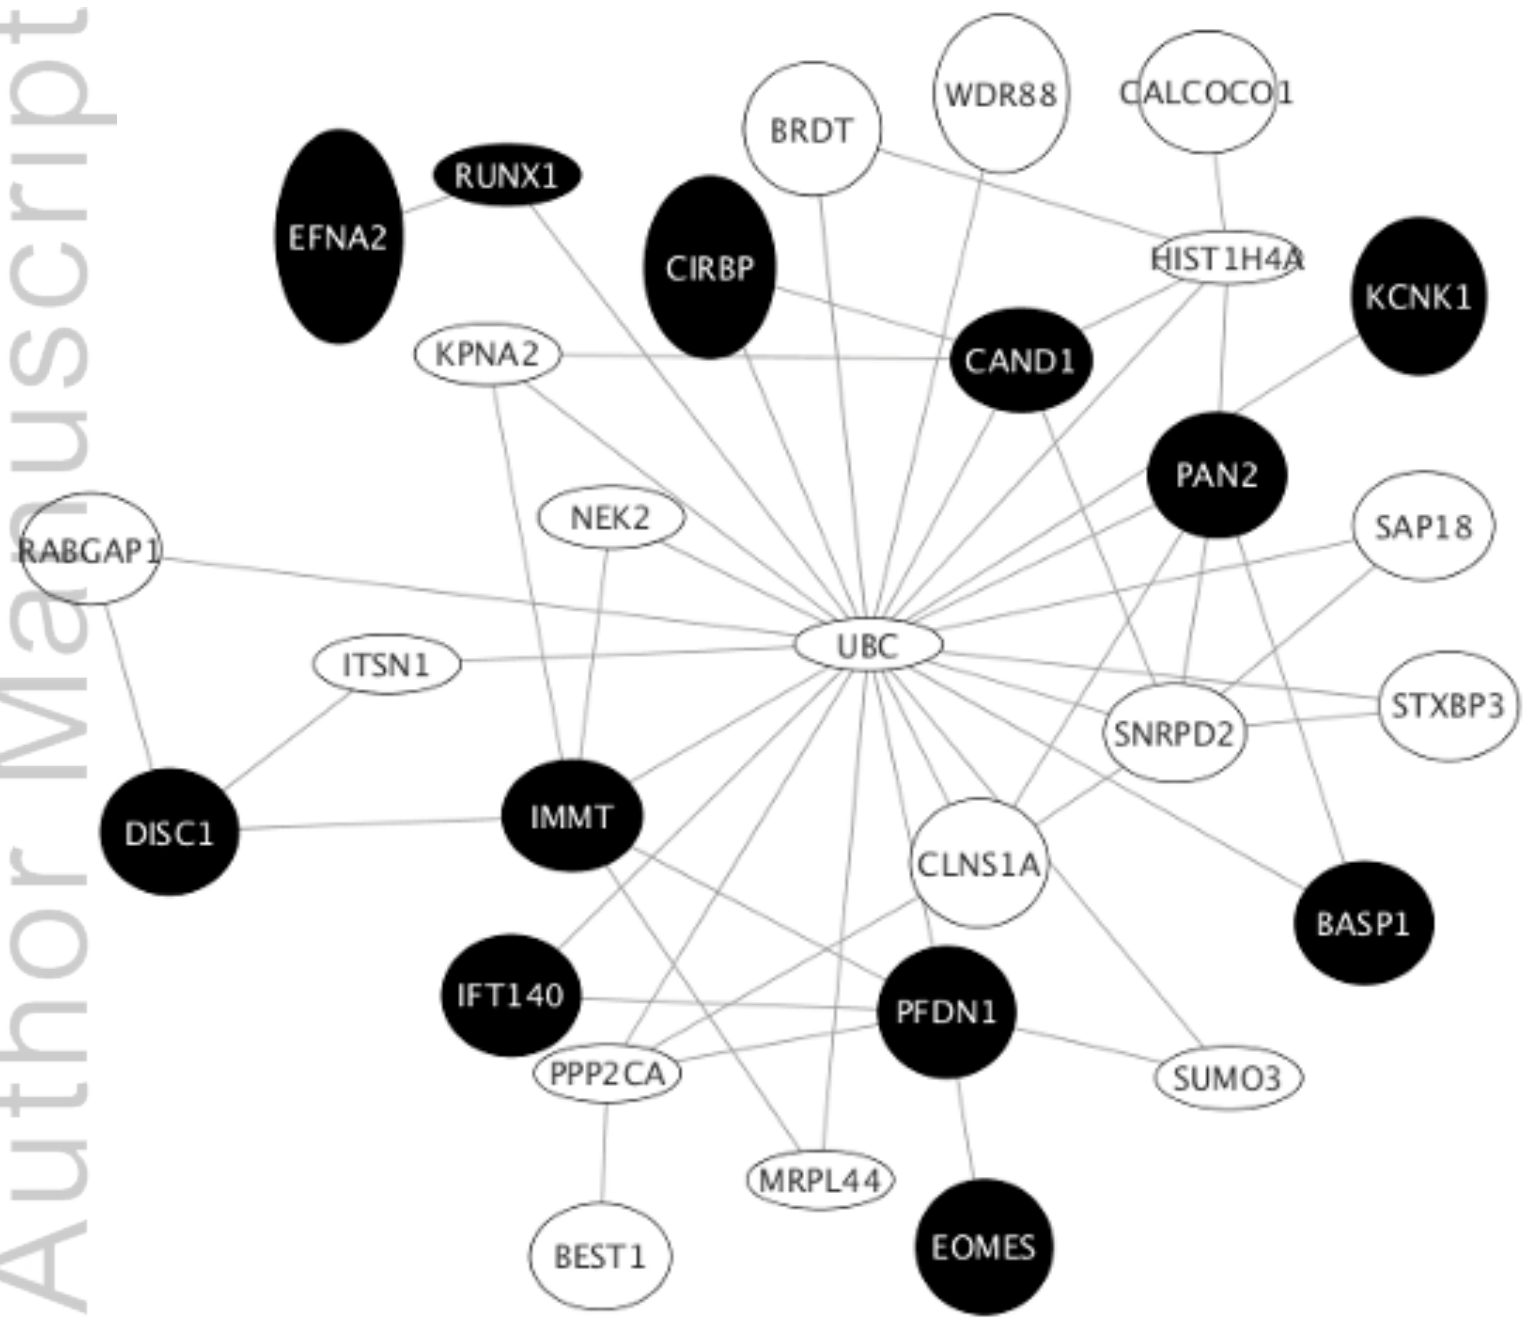 Author Manuscript
WDR88
CALCOCO1
BRDT
RUNX1
EFNA2
CIRBP
HIST1H4A
KCNK1
KPNA2
CAND1
PAN2
NEK2
SAP18
RABGAP1
UBC
ITSN1
STXBP3
SNRPD2
IMMT
DISC1
CLNS1A
BASP1
IFT140
PFDN1
PPP2CA
SUMO3
MRPL44
EOMES
BEST1